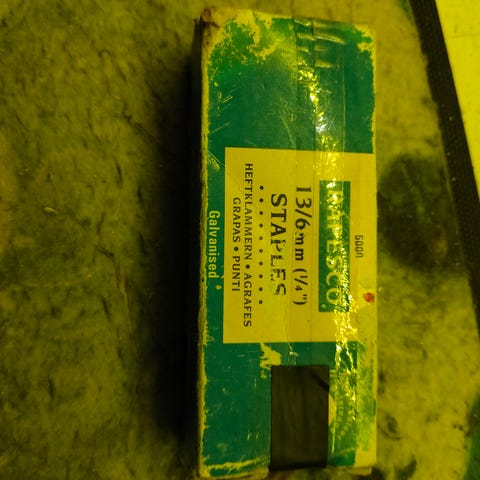 5000
RAPESCO
13/6mm (1/4")
STAPLES
HEFTKLAMMERN • AGRAFES
GRAPAS • PUNTI
Galvanised